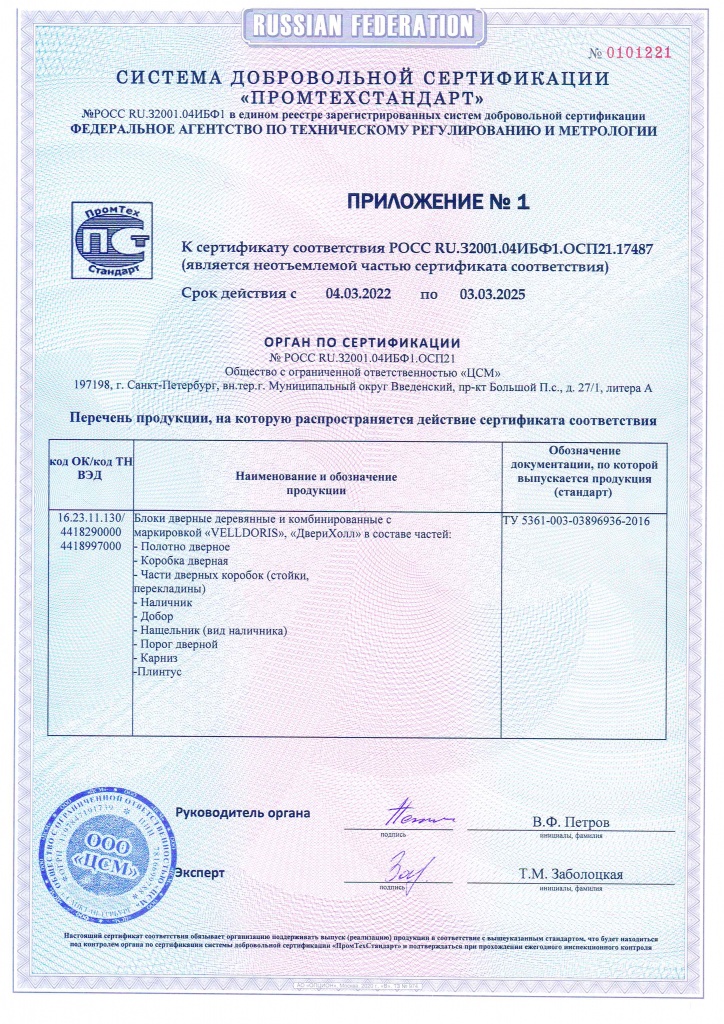 RUSSIAN FEDERATION
№ 0101221
СИСТЕМА ДОБРОВОЛЬНОЙ СЕРТИФИКАЦИИ
«ПРОМТЕХСТАНДАРТ»
№РОСС RU.32001.04ИБФ1 в едином реестре зарегистрированных систем добровольной сертификации
ФЕДЕРАЛЬНОЕ АГЕНТСТВО ПО ТЕХНИЧЕСКОМУ РЕГУЛИРОВАНИЮ И МЕТРОЛОГИИ
ПРИЛОЖЕНИЕ № 1
ПромТех
ПСт
Стандарт
К сертификату соответствия РОСС RU.32001.04ИБФ1.ОСП21.17487
(является неотъемлемой частью сертификата соответствия)
Срок действия с 04.03.2022 по 03.03.2025
ОРГАН ПО СЕРТИФИКАЦИИ
№ РОСС RU.32001.04ИБФ1.ОСП21
Общество с ограниченной ответственностью «ЦСМ»
197198, г. Санкт-Петербург, вн.тер.г. Муниципальный округ Введенский, пр-кт Большой П.с., д. 27/1, литера А
Перечень продукции, на которую распространяется действие сертификата соответствия
код ОК/код ТН
ВЭД
Наименование и обозначение
продукции
Обозначение
документации, по которой
выпускается продукция
(стандарт)
16.23.11.130/
4418290000
4418997000
Блоки дверные деревянные и комбинированные с
маркировкой «VELLDORIS», «ДвериХолл» в составе частей:
- Полотно дверное
- Коробка дверная
- Части дверных коробок (стойки,
перекладины)
- Наличник
- Добор
- Нащельник (вид наличника)
- Порог дверной
- Карниз
-Плинтус
ТУ 5361-003-03896936-2016
Руководитель органа
подпись
В.Ф. Петров
инициалы, фамилия
Эксперт
подпись
Т.М. Заболоцкая
инициалы, фамилия
ООО
«ЦСМ»
ОБЩЕСТВО С ОГРАНИЧЕННОЙ ОТВЕТСТВЕННОСТЬЮ
Настоящий сертификат соответствия обязывает организацию поддерживать выпуск (реализацию) продукции в соответствие с вышеуказанным стандартом, что будет находиться
под контролем органа по сертификации системы добровольной сертификации «ПромТехСтандарт» и подтверждаться при прохождении ежегодного инспекционного контроля